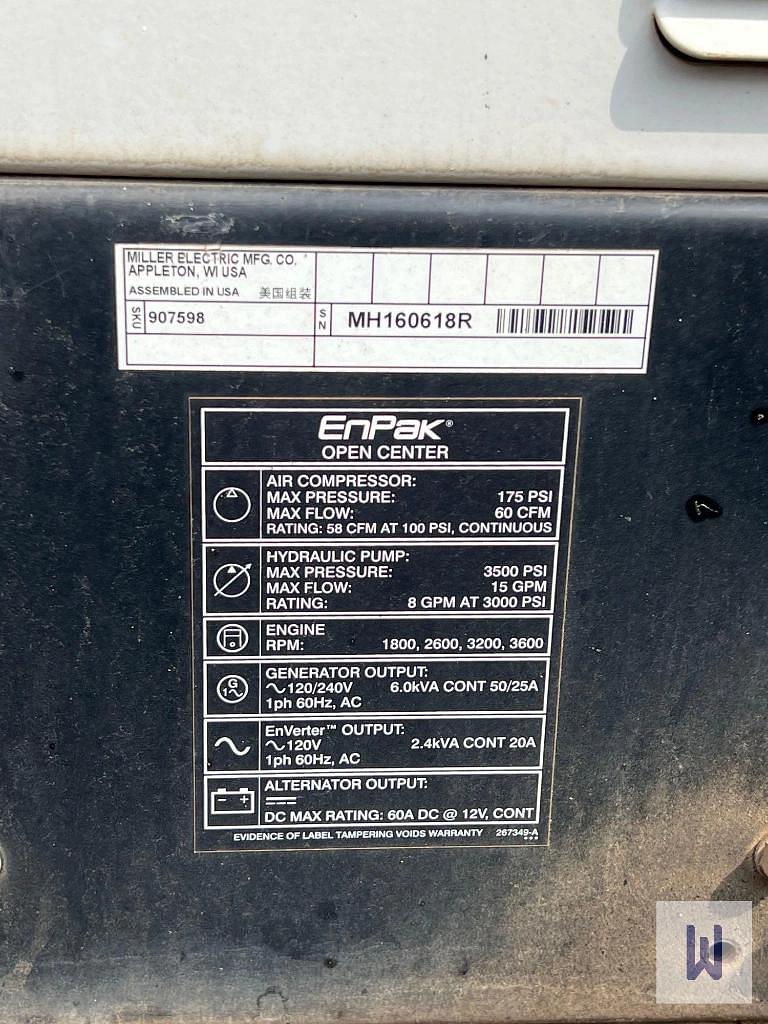 MILLER ELECTRIC MFG. CO.
APPLETON, WI USA
ASSEMBLED IN USA 美国组装
SKU 907598 SN MH160618R
EnPak®
OPEN CENTER
AIR COMPRESSOR:
MAX PRESSURE: 175 PSI
MAX FLOW: 60 CFM
RATING: 58 CFM AT 100 PSI, CONTINUOUS
HYDRAULIC PUMP:
MAX PRESSURE: 3500 PSI
MAX FLOW: 15 GPM
RATING: 8 GPM AT 3000 PSI
ENGINE
RPM: 1800, 2600, 3200, 3600
GENERATOR OUTPUT:
G
1~
~120/240V 6.0kVA CONT 50/25A
1ph 60Hz, AC
EnVerter™ OUTPUT:
~120V 2.4kVA CONT 20A
1ph 60Hz, AC
ALTERNATOR OUTPUT:
- +
DC MAX RATING: 60A DC @ 12V, CONT
EVIDENCE OF LABEL TAMPERING VOIDS WARRANTY 267349-A
W